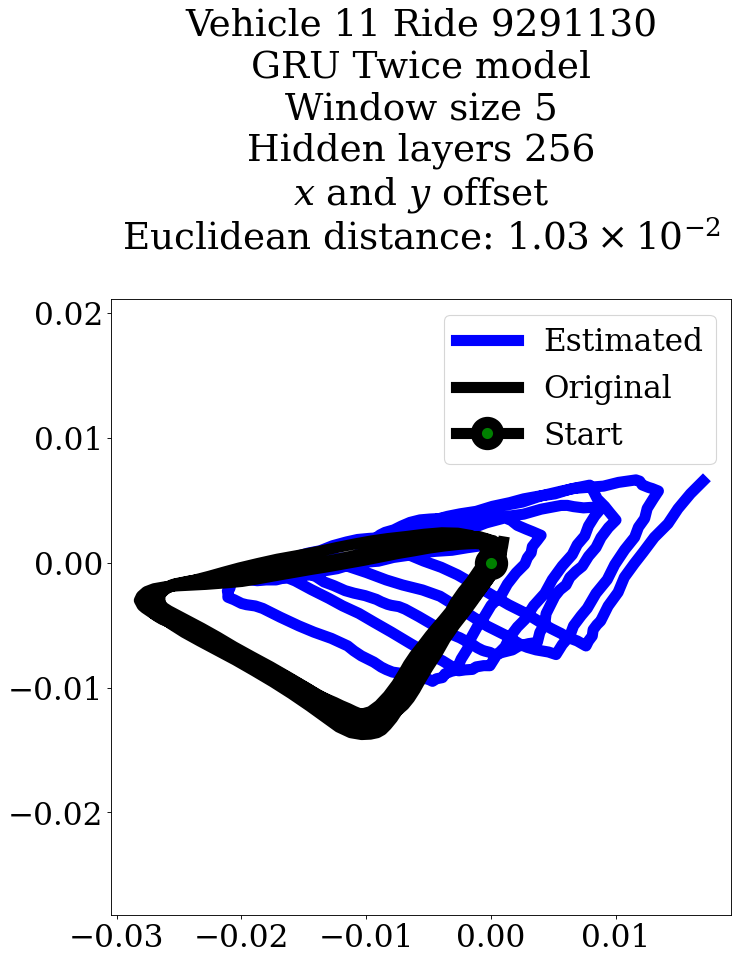 Vehicle 11 Ride 9291130
GRU Twice model
Window size 5
Hidden layers 256
x and y offset
Euclidean distance: 1.03 × 10⁻²
0.02
0.01
0.00
−0.01
−0.02
Estimated
Original
Start
−0.03 −0.02 −0.01 0.00 0.01